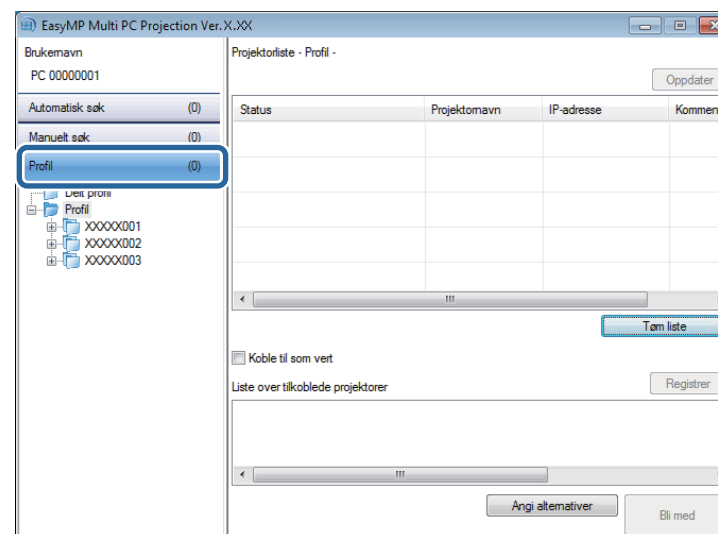 EasyMP Multi PC Projection Ver.X.XX
Brukernavn
PC 00000001
Automatisk søk (0)
Manuelt søk (0)
Profil (0)
Delt profil
Profil
XXXXX001
XXXXX002
XXXXX003
Projektorliste - Profil -
Oppdater
Status Projektornavn IP-adresse Kommen
Tøm liste
Koble til som vert
Liste over tilkoblede projektorer
Registrer
Angi alternativer
Bli med